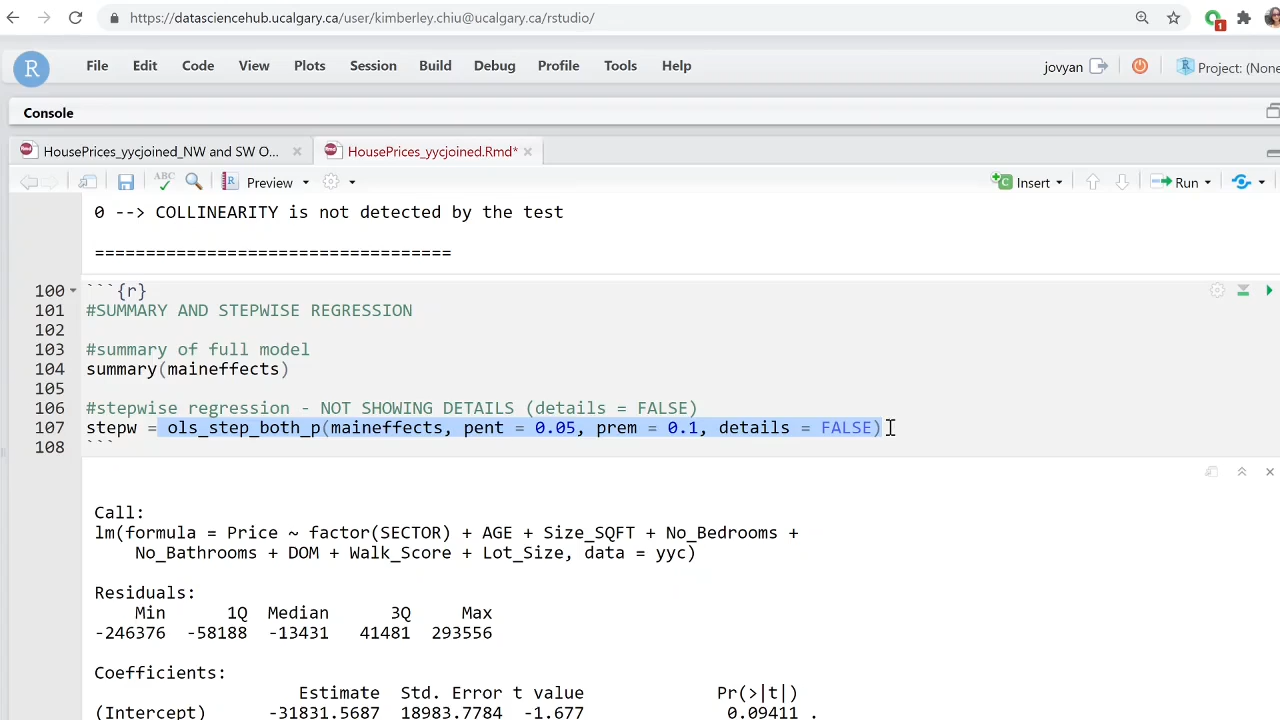 https://datasciencehub.ucalgary.ca/user/kimberley.chiu@ucalgary.ca/rstudio/
1
R File Edit Code View Plots Session Build Debug Profile Tools Help jovyan R Project: (None
Console
HousePrices_yycjoined_NW and SW O... × HousePrices_yycjoined.Rmd* ×
ABC R Preview C Insert Run
0 --> COLLINEARITY is not detected by the test
===================================
100 ```{r}
101 #SUMMARY AND STEPWISE REGRESSION
102
103 #summary of full model
104 summary(maineffects)
105
106 #stepwise regression - NOT SHOWING DETAILS (details = FALSE)
107 stepw = ols_step_both_p(maineffects, pent = 0.05, prem = 0.1, details = FALSE)
108 ```
Call:
lm(formula = Price ~ factor(SECTOR) + AGE + Size_SQFT + No_Bedrooms +
No_Bathrooms + DOM + Walk_Score + Lot_Size, data = yyc)
Residuals:
Min 1Q Median 3Q Max
-246376 -58188 -13431 41481 293556
Coefficients:
Estimate Std. Error t value Pr(>|t|)
(Intercept) -31831.5687 18983.7784 -1.677 0.09411 .